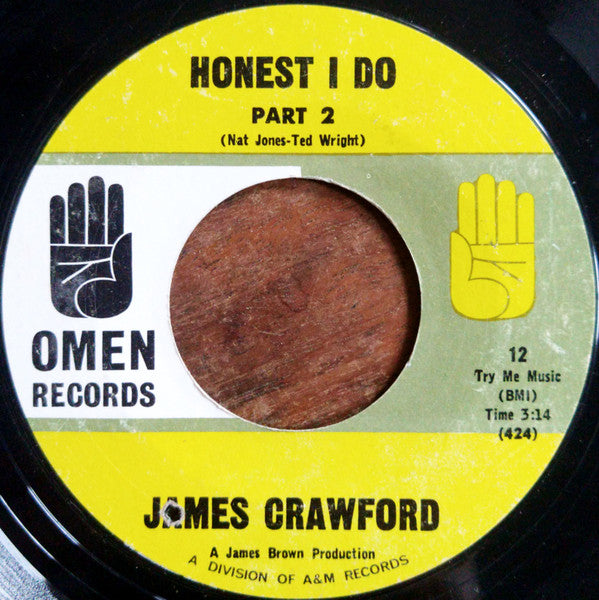 HONEST I DO
PART 2
(Nat Jones-Ted Wright)
OMEN
RECORDS
12
Try Me Music
(BMI)
Time 3:14
(424)
JAMES CRAWFORD
A James Brown Production
A DIVISION OF A&M RECORDS